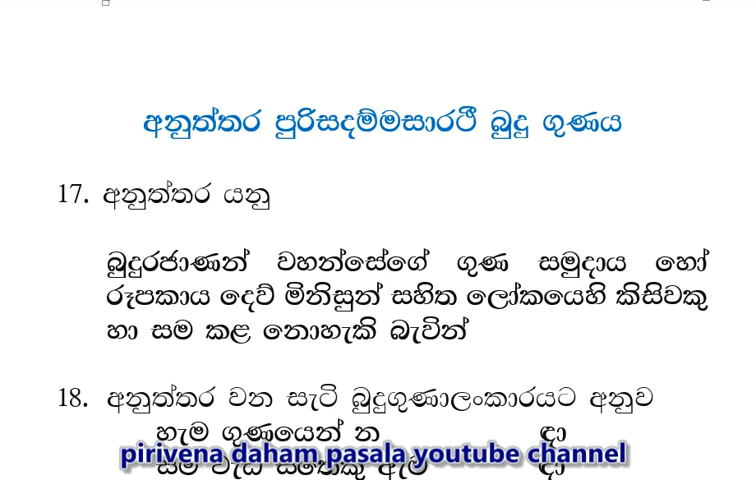 අනුත්තර පුරිසදම්මසාරථී බුදු ගුණය
17. අනුත්තර යනු
බුදුරජාණන් වහන්සේගේ ගුණ සමුදාය හෝ
රූපකාය දෙව් මිනිසුන් සහිත ලෝකයෙහි කිසිවකු
හා සම කළ නොහැකි බැවින්
18. අනුත්තර වන සැටි බුදුගුණාලංකාරයට අනුව
හැම ගුණයෙන් න දා
pirivena daham pasala youtube channel